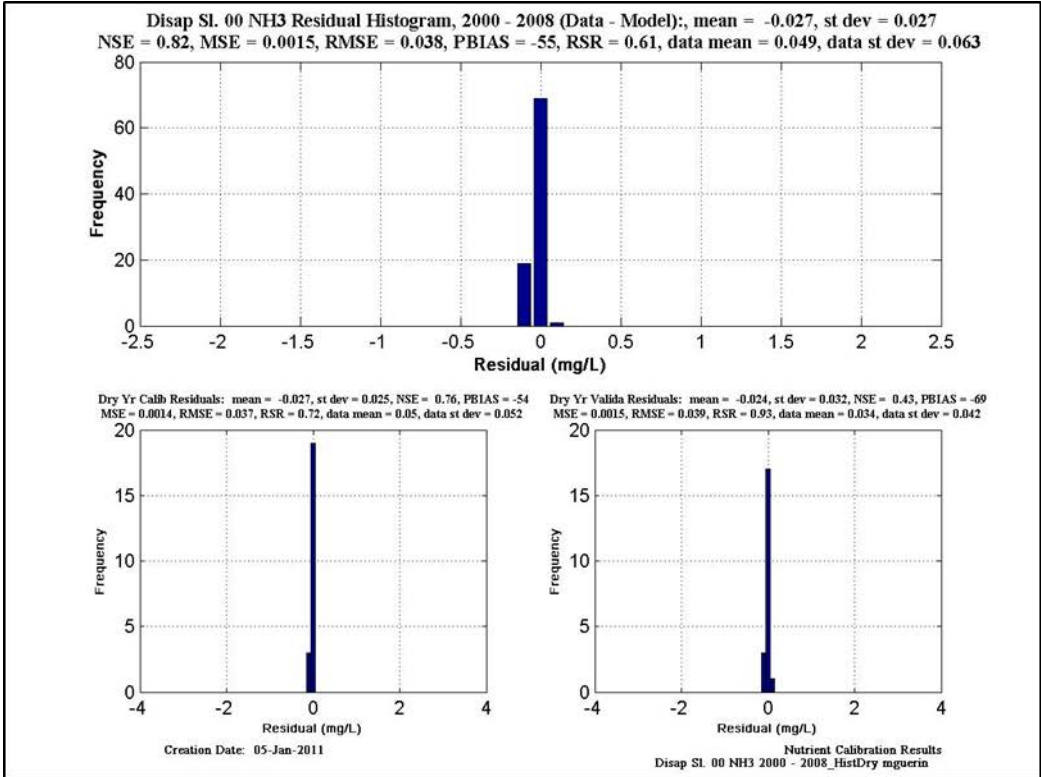 Disap Sl. 00 NH3 Residual Histogram, 2000 - 2008 (Data - Model):, mean = -0.027, st dev = 0.027
NSE = 0.82, MSE = 0.0015, RMSE = 0.038, PBIAS = -55, RSR = 0.61, data mean = 0.049, data st dev = 0.063
80
60
40
20
0
Frequency
-2.5 -2 -1.5 -1 -0.5 0 0.5 1 1.5 2 2.5
Residual (mg/L)
Dry Yr Calib Residuals: mean = -0.027, st dev = 0.025, NSE = 0.76, PBIAS = -54
MSE = 0.0014, RMSE = 0.037, RSR = 0.72, data mean = 0.05, data st dev = 0.052
20
15
10
5
0
Frequency
-4 -2 0 2 4
Residual (mg/L)
Creation Date: 05-Jan-2011
Dry Yr Valida Residuals: mean = -0.024, st dev = 0.032, NSE = 0.43, PBIAS = -69
MSE = 0.0015, RMSE = 0.039, RSR = 0.93, data mean = 0.034, data st dev = 0.042
20
15
10
5
0
Frequency
-4 -2 0 2 4
Residual (mg/L)
Nutrient Calibration Results
Disap Sl. 00 NH3 2000 - 2008_HistDry mguerin